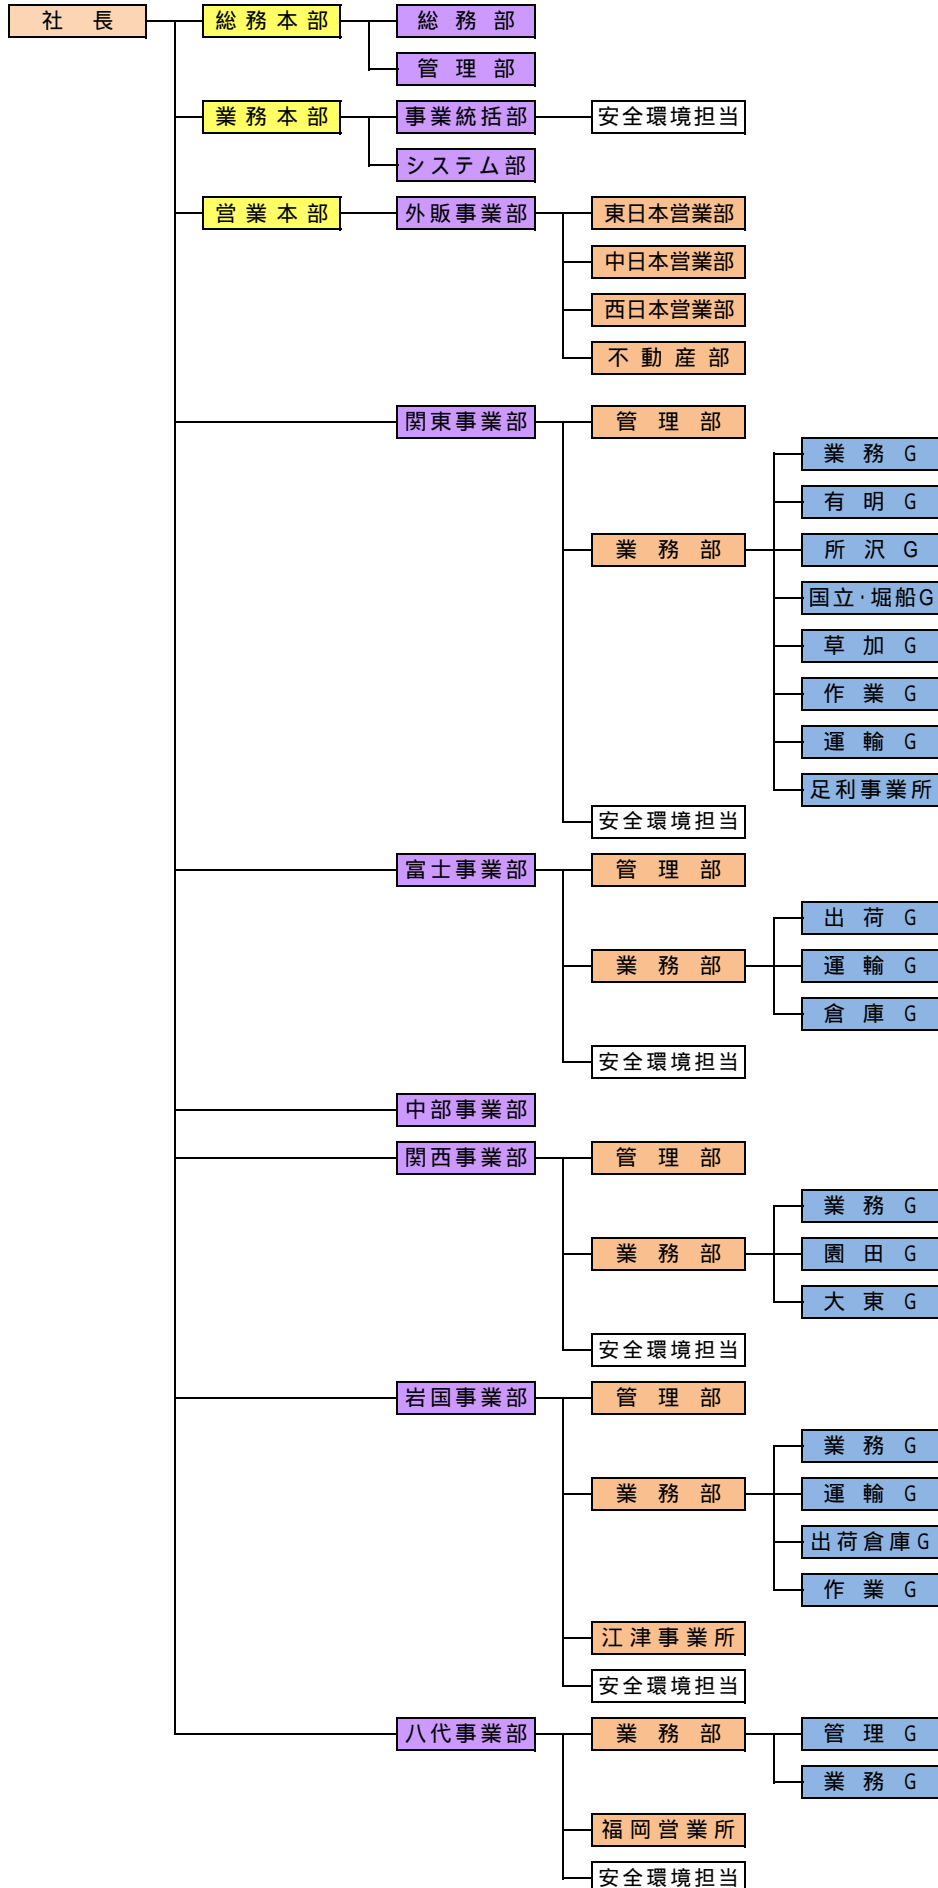 社長
総務本部
総務部
管理部
業務本部
事業統括部
安全環境担当
システム部
営業本部
外販事業部
東日本営業部
中日本営業部
西日本営業部
不動産部
関東事業部
管理部
業務G
有明G
業務部
所沢G
国立・堀船G
草加G
作業G
運輸G
足利事業所
安全環境担当
富士事業部
管理部
出荷G
業務部
運輸G
倉庫G
安全環境担当
中部事業部
関西事業部
管理部
業務G
業務部
園田G
大東G
安全環境担当
岩国事業部
管理部
業務G
業務部
運輸G
出荷倉庫G
作業G
江津事業所
安全環境担当
八代事業部
業務部
管理G
業務G
福岡営業所
安全環境担当